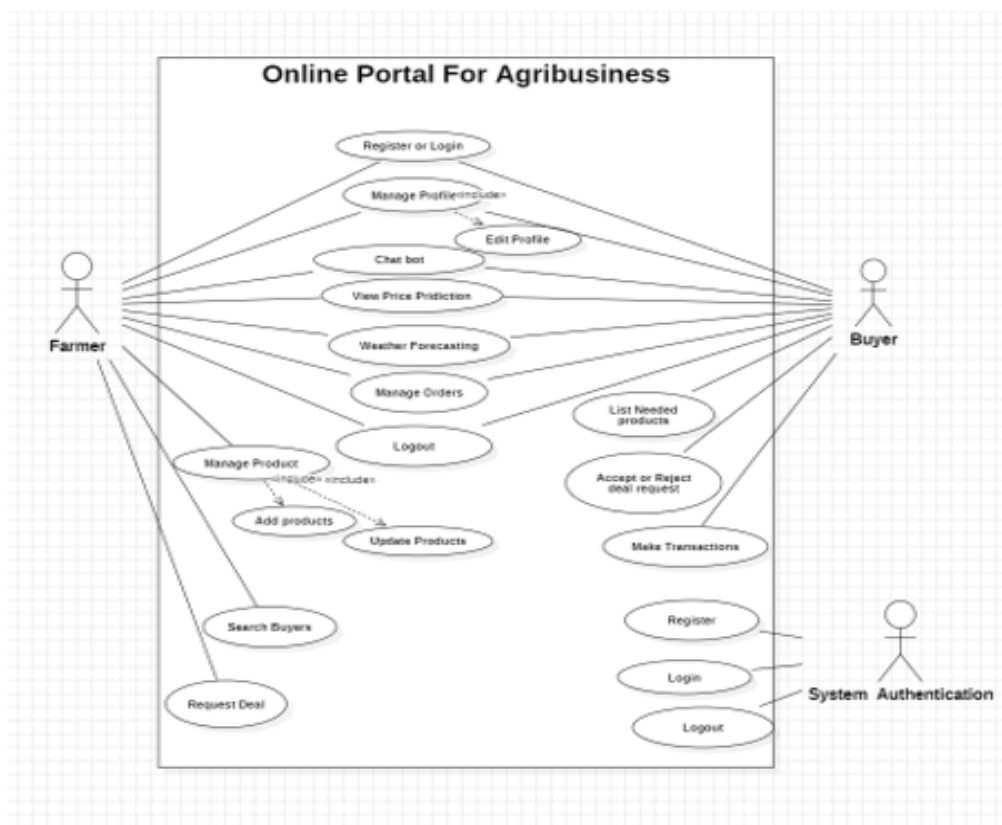 Online Portal For Agribusiness
Register or Login
Manage Profile
«include»
Edit Profile
Chat bot
View Price Pridiction
Weather Forecasting
Manage Orders
Logout
Farmer
Buyer
List Needed
products
Manage Product
«include» «include»
Accept or Reject
deal request
Add products
Update Products
Make Transactions
Search Buyers
Register
Login
System Authentication
Request Deal
Logout